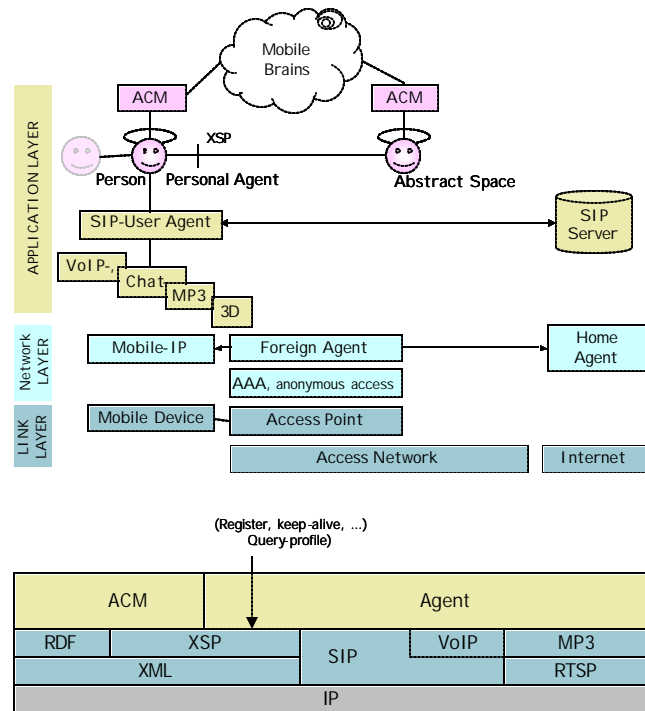 Mobile
Brains
ACM
ACM
APPLICATION LAYER
XSP
Person
Personal Agent
Abstract Space
SIP-User Agent
SIP
Server
VoIP-,
Chat
MP3
3D
Network
LAYER
Mobile-IP
Foreign Agent
Home
Agent
AAA, anonymous access
LINK
LAYER
Mobile Device
Access Point
Access Network
Internet
(Register, keep-alive, ...)
Query-profile)
ACM
Agent
RDF
XSP
SIP
VoIP
MP3
XML
RTSP
IP